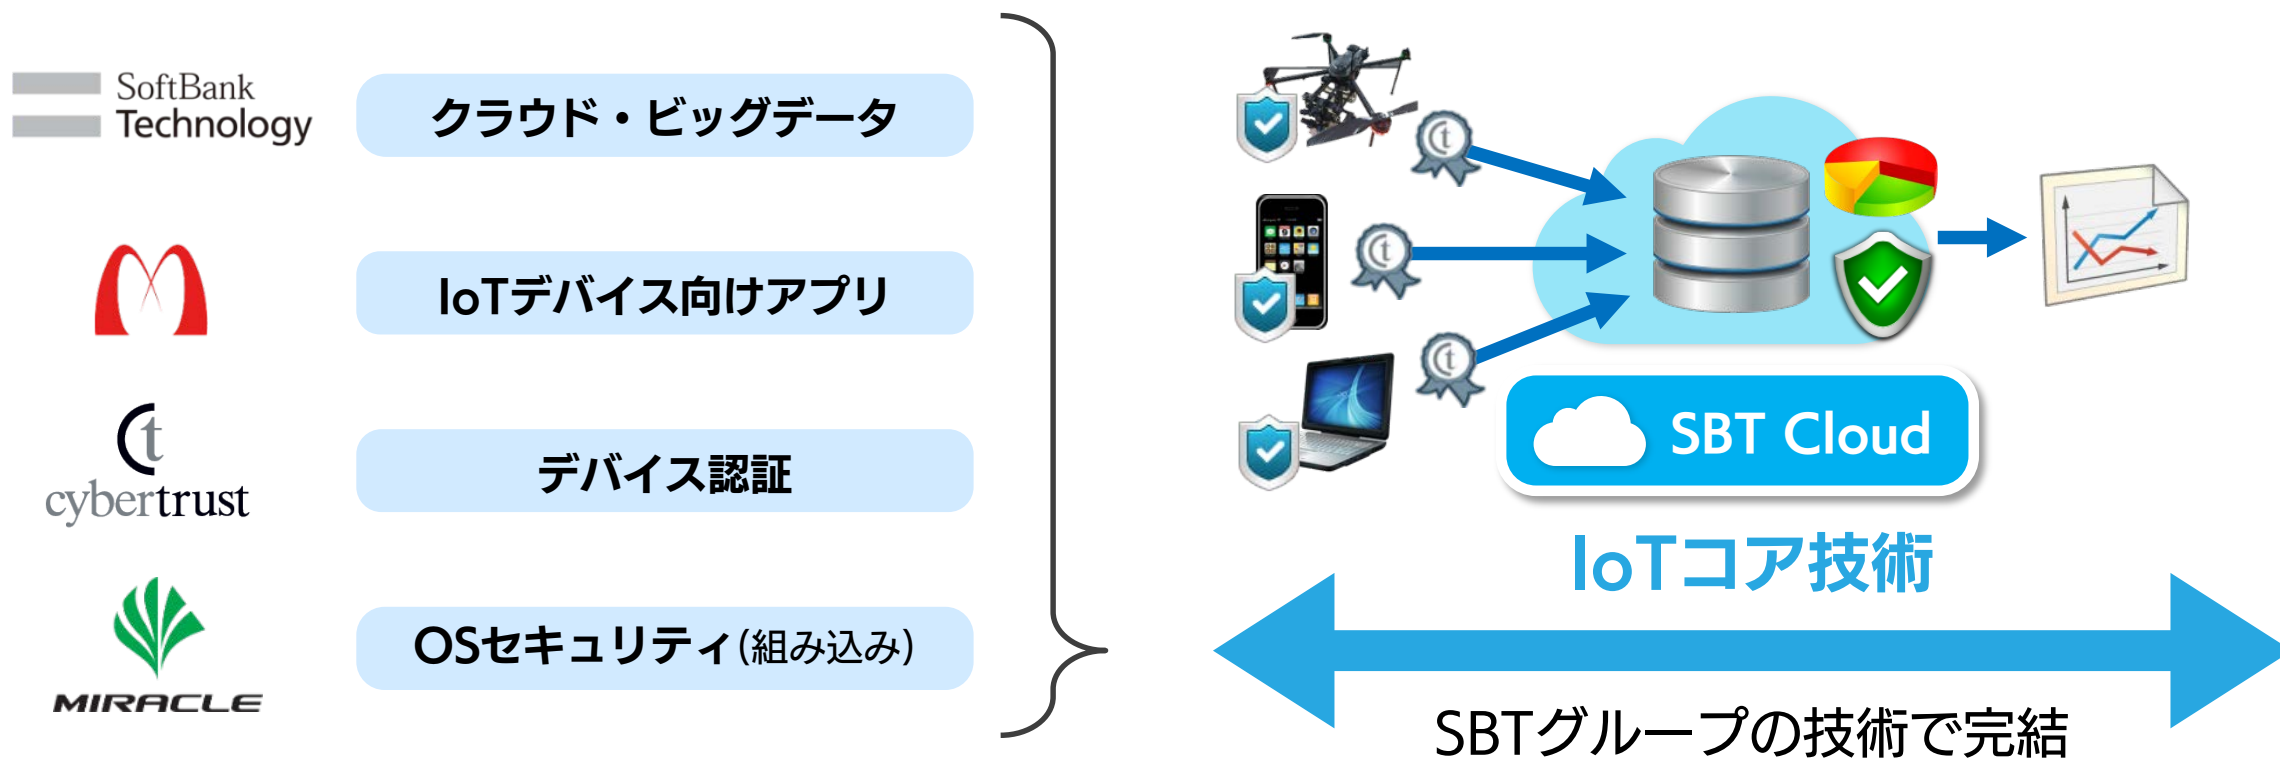 SoftBank
Technology
クラウド・ビッグデータ
IoTデバイス向けアプリ
cybertrust
デバイス認証
MIRACLE
OSセキュリティ(組み込み)
t
t
t
SBT Cloud
IoTコア技術
SBTグループの技術で完結